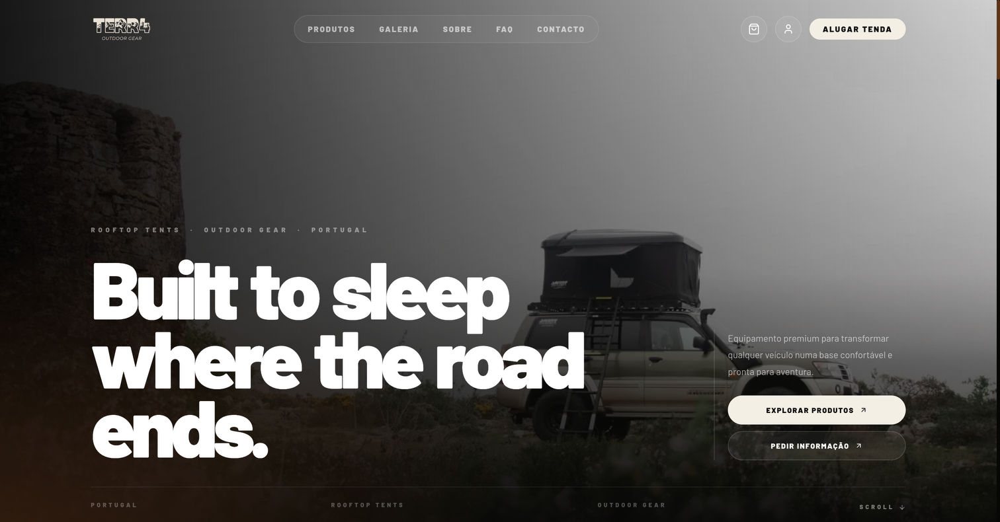 TERR4
OUTDOOR GEAR
PRODUTOS GALERIA SOBRE FAQ CONTACTO
ALUGAR TENDA
ROOFTOP TENTS · OUTDOOR GEAR · PORTUGAL
Built to sleep
where the road
ends.
Equipamento premium para transformar
qualquer veículo numa base confortável e
pronta para aventura.
EXPLORAR PRODUTOS
PEDIR INFORMAÇÃO
PORTUGAL ROOFTOP TENTS OUTDOOR GEAR SCROLL ↓